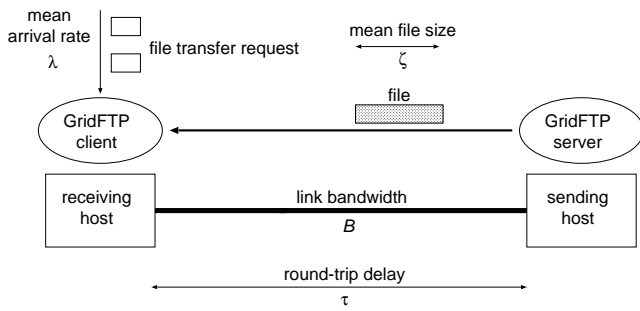 mean
arrival rate
λ
file transfer request
mean file size
ζ
file
GridFTP
client
GridFTP
server
receiving
host
link bandwidth
B
sending
host
round-trip delay
τ